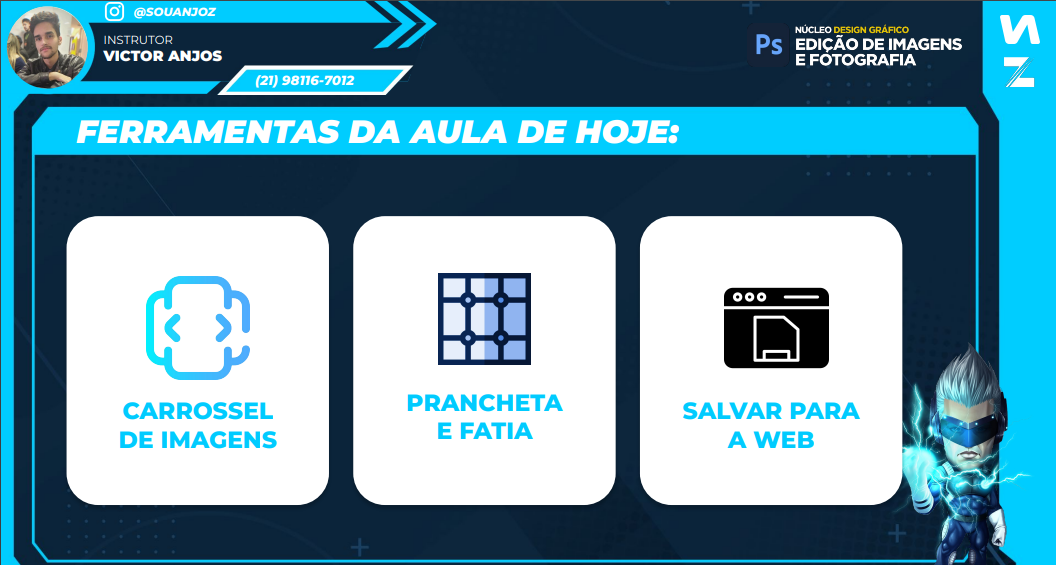 @SOUANJOZ
INSTRUTOR
VICTOR ANJOS
(21) 98116-7012
Ps
NÚCLEO DESIGN GRÁFICO
EDIÇÃO DE IMAGENS
E FOTOGRAFIA
FERRAMENTAS DA AULA DE HOJE:
CARROSSEL
DE IMAGENS
PRANCHETA
E FATIA
SALVAR PARA
A WEB